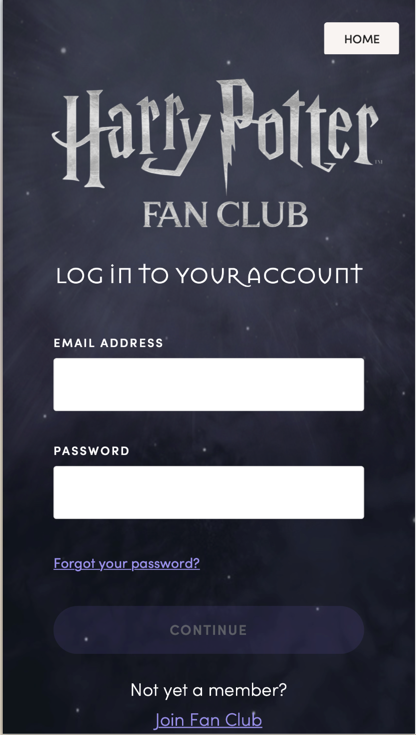 HOME
Harry Potter™
FAN CLUB
LOG in TO YOUR ACCOUNT
EMAIL ADDRESS
PASSWORD
Forgot your password?
CONTINUE
Not yet a member?
Join Fan Club